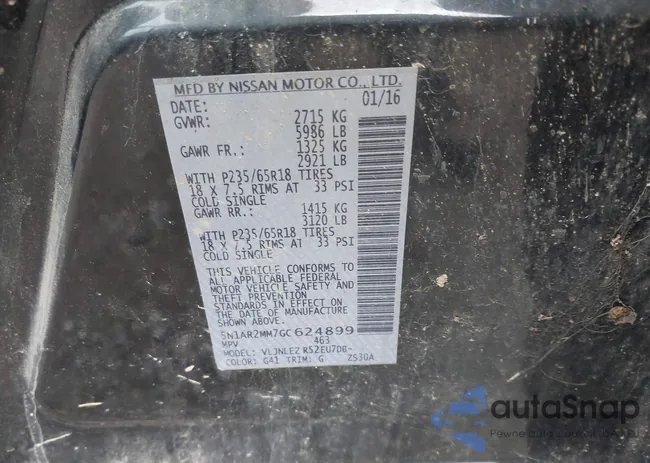 MFD BY NISSAN MOTOR CO., LTD.
DATE: 01/16
GVWR: 2715 KG
5986 LB
GAWR FR.: 1325 KG
2921 LB
WITH P235/65R18 TIRES
18 X 7.5 RIMS AT 33 PSI
COLD SINGLE
GAWR RR.: 1415 KG
3120 LB
WITH P235/65R18 TIRES
18 X 7.5 RIMS AT 33 PSI
COLD SINGLE
THIS VEHICLE CONFORMS TO
ALL APPLICABLE FEDERAL
MOTOR VEHICLE SAFETY AND
THEFT PREVENTION
STANDARDS IN EFFECT ON
THE DATE OF MANUFACTURE
SHOWN ABOVE.
5N1AR2MM7GC624899
MPV 463
MODEL: VLJNLEZ RS2EU7DB-
COLOR: G41 TRIM: G ZS30A
autaSnap